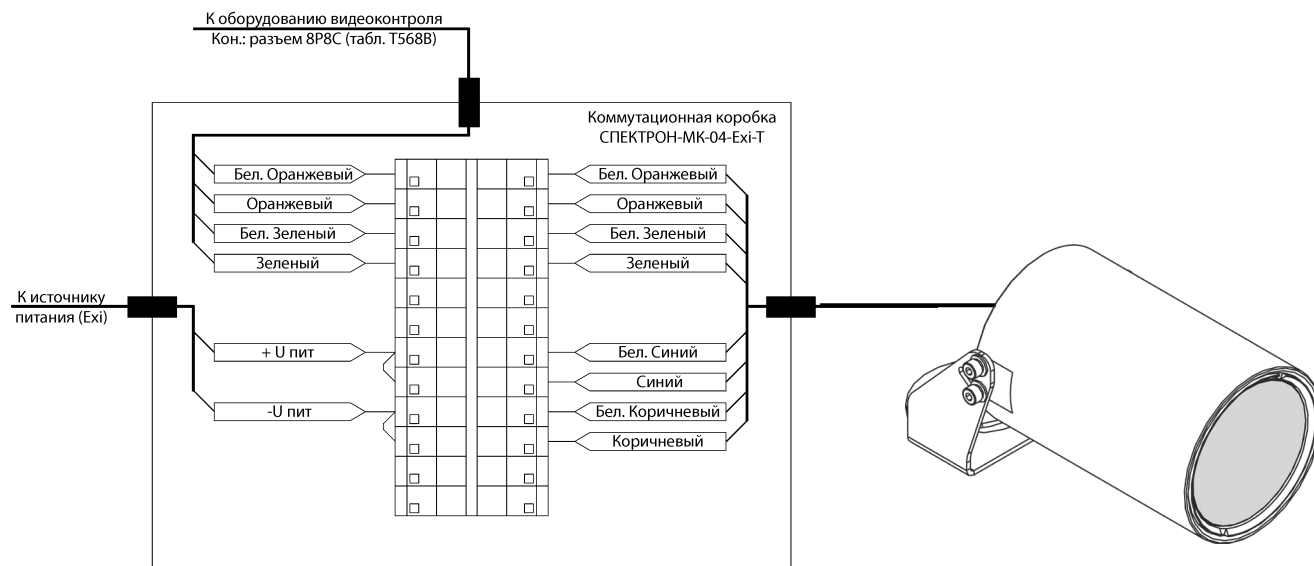 К оборудованию видеоконтроля
Кон.: разъем 8P8C (табл. T568B)
Коммутационная коробка
СПЕКТРОН-МК-04-Exi-Т
Бел. Оранжевый
Бел. Оранжевый
Оранжевый
Оранжевый
Бел. Зеленый
Бел. Зеленый
Зеленый
Зеленый
К источнику
питания (Exi)
+ U пит
Бел. Синий
Синий
-U пит
Бел. Коричневый
Коричневый